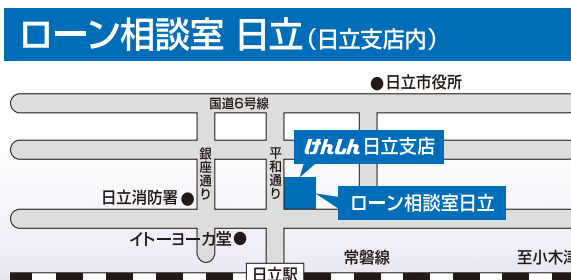 ローン相談室 日立(日立支店内)
日立市役所
国道6号線
銀座通り
平和通り
けんしん日立支店
日立消防署
ローン相談室日立
イトーヨーカ堂
常磐線
至小木津
日立駅